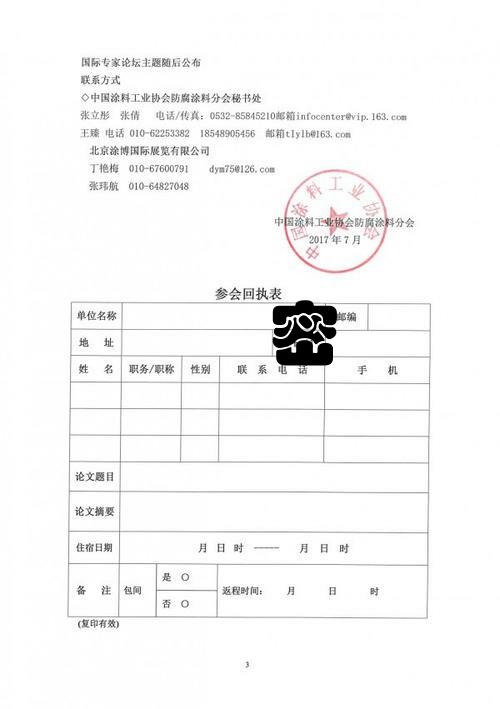 国际专家论坛主题随后公布
联系方式
◇中国涂料工业协会防腐涂料分会秘书处
张立彤 张倩 电话/传真: 0532-85845210邮箱infocenter@vip.163.com
王臻 电话 010-62253382 18548905456 邮箱tlylb@163.com
北京涂博国际展览有限公司
丁艳梅 010-67600791 dym75@126.com
张玮航 010-64827048
中国涂料工业协会
中国涂料工业协会防腐涂料分会
2017 年 7 月
参会回执表
单位名称 邮编
地 址
姓 名 职务/职称 性别 联 系 电 话 手 机
论文题目
论文摘要
住宿日期 月 日 时 ----- 月 日 时
是 ○
备 注 包间 返程时间: 月 日 时
否 ○
(复印有效)
3